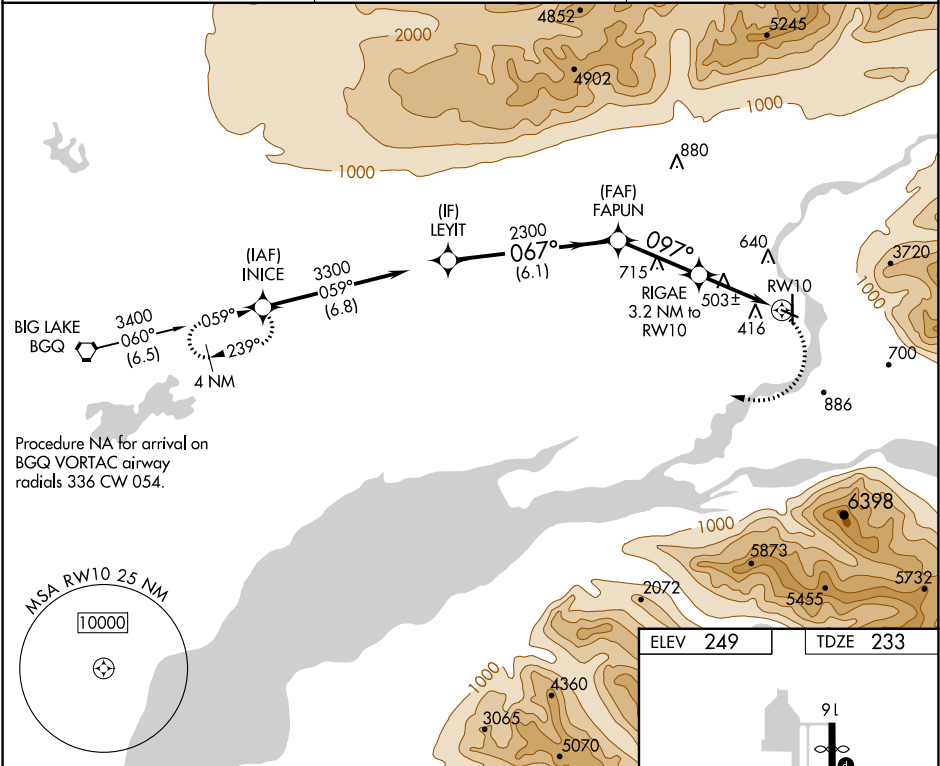 4852
5245
2000
4902
1000
1000
880
(FAF)
FAPUN
(IF)
LEYIT
2300
067°
(6.1)
097°
640
715
3720
1000
(IAF)
INICE
3300
059°
(6.8)
RIGAE
3.2 NM to
RW10
503±
RW10
416
BIG LAKE
BGQ
3400
060°
(6.5)
059°
239°
4 NM
700
886
Procedure NA for arrival on
BGQ VORTAC airway
radials 336 CW 054.
6398
1000
5873
5732
5455
2072
MSA RW10 25 NM
10000
1000
4360
3065
5070
ELEV 249
TDZE 233
16
P